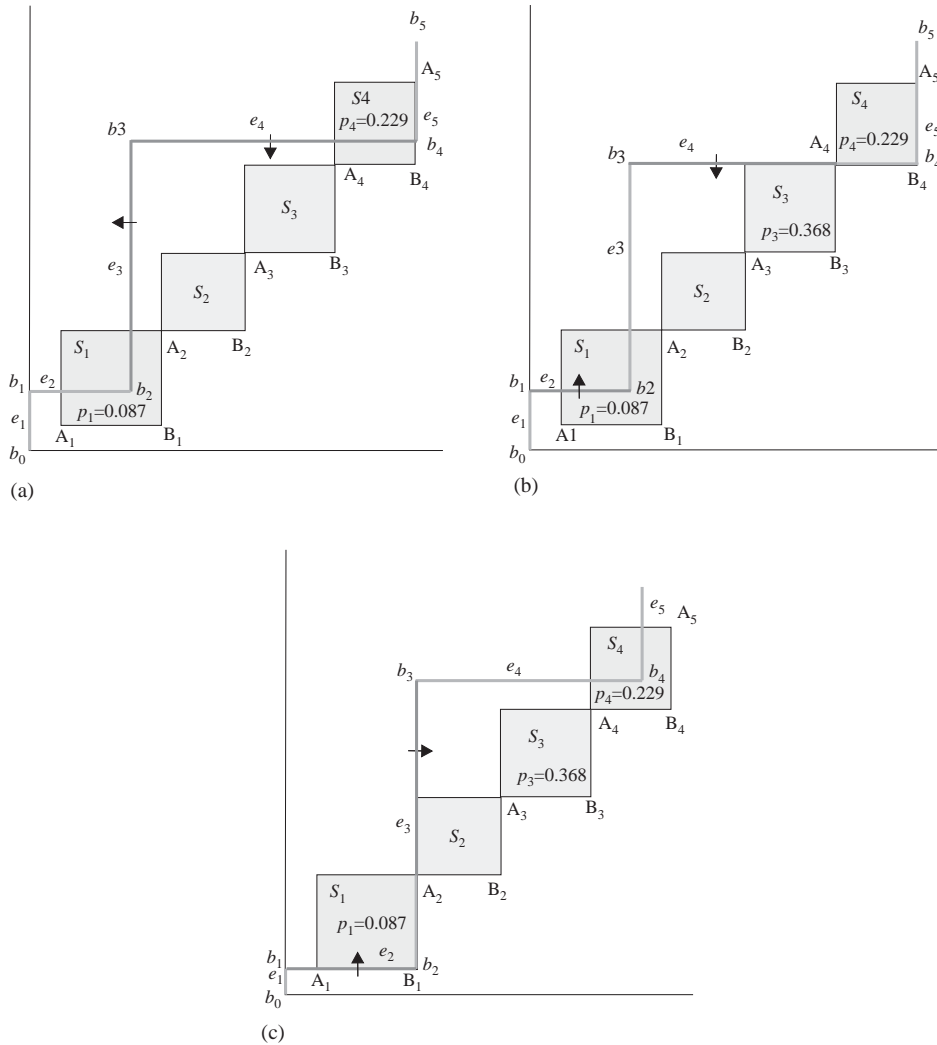 b5
A5
S4
p4=0.229
e4
e5
b3
b4
A4
B4
S3
e3
A3
B3
S2
S1
A2
B2
b1
e2
b2
p1=0.087
e1
A1
B1
b0
(a)
b5
A5
S4
e5
A4
p4=0.229
b3
e4
b4
B4
S3
p3=0.368
e3
A3
B3
S2
S1
A2
B2
b1
e2
b2
p1=0.087
e1
A1
B1
b0
(b)
e5
A5
S4
b3
e4
b4
p4=0.229
A4
B4
S3
p3=0.368
A3
B3
e3
S2
S1
A2
B2
p1=0.087
b1
e2
b2
e1
A1
B1
b0
(c)